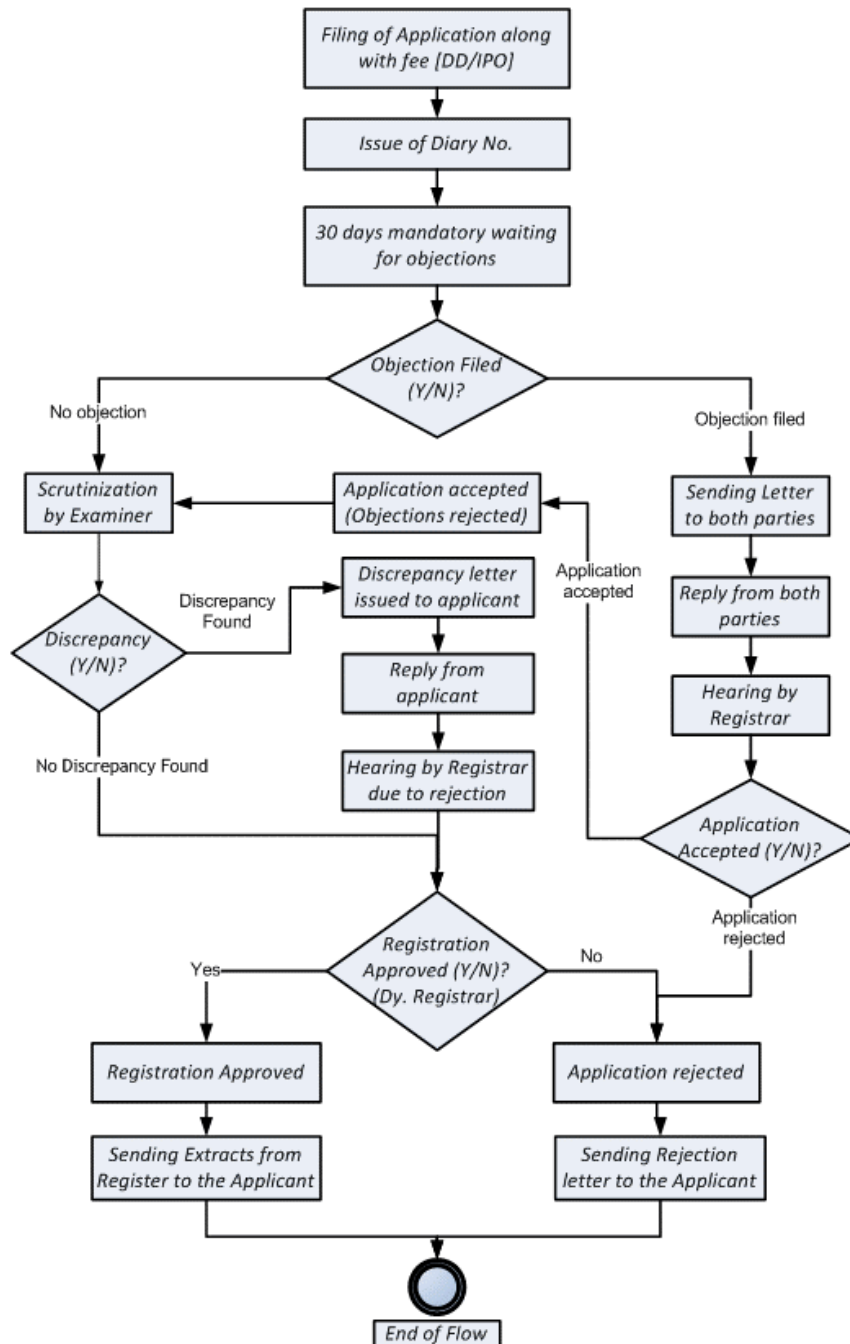 Filing of Application along
with fee [DD/IPO]
Issue of Diary No.
30 days mandatory waiting
for objections
Objection Filed
(Y/N)?
No objection
Objection filed
Scrutinization
by Examiner
Application accepted
(Objections rejected)
Sending Letter
to both parties
Discrepancy
Found
Discrepancy letter
issued to applicant
Application
accepted
Reply from both
parties
Discrepancy
(Y/N)?
Reply from
applicant
Hearing by
Registrar
No Discrepancy Found
Hearing by Registrar
due to rejection
Application
Accepted (Y/N)?
Application
rejected
Registration
Approved (Y/N)?
(Dy. Registrar)
Yes
No
Registration Approved
Application rejected
Sending Extracts from
Register to the Applicant
Sending Rejection
letter to the Applicant
End of Flow